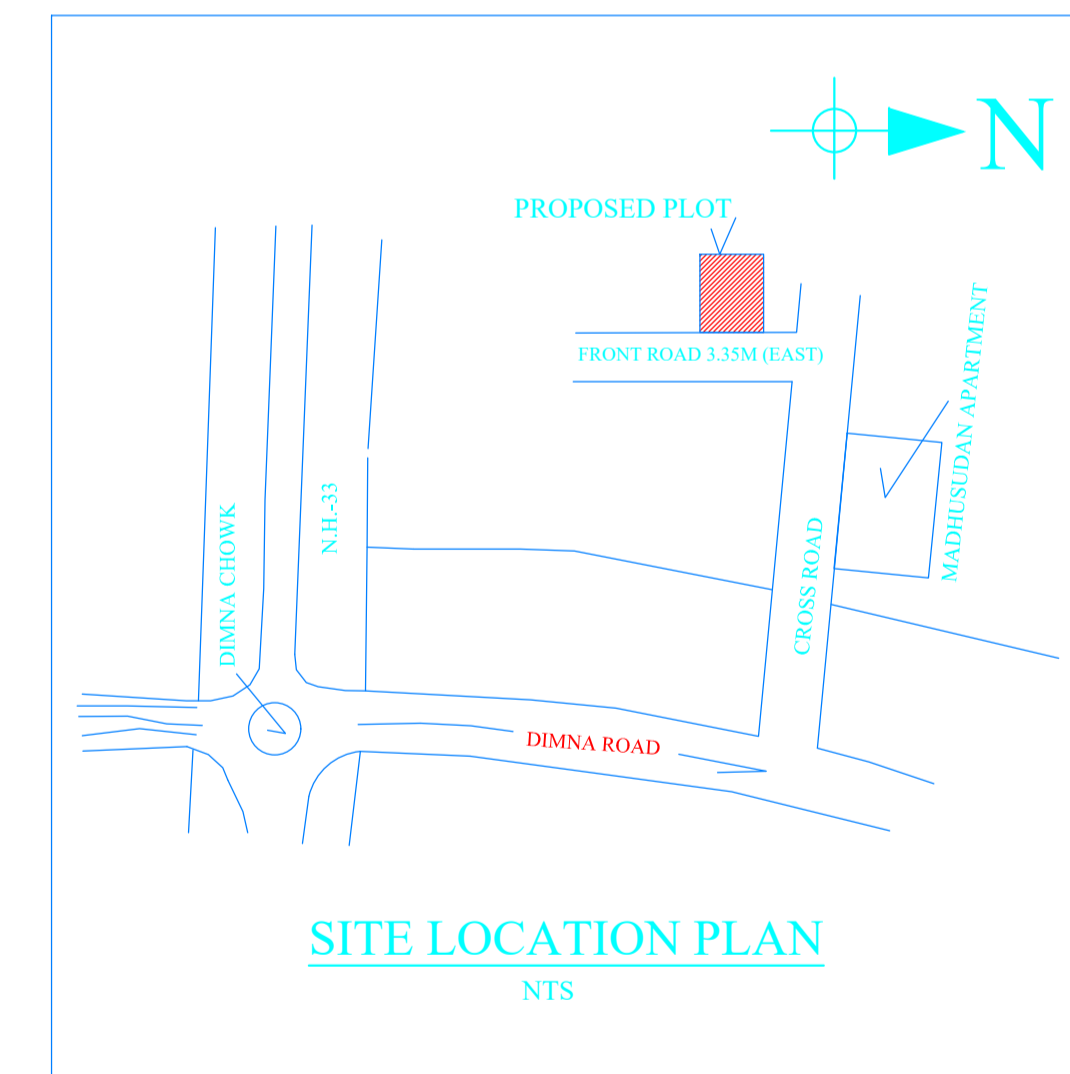 N
PROPOSED PLOT
FRONT ROAD 3.35M (EAST)
MADHUSUDAN APARTMENT
N.H.-33
DIMNA CHOWK
CROSS ROAD
DIMNA ROAD
SITE LOCATION PLAN
NTS